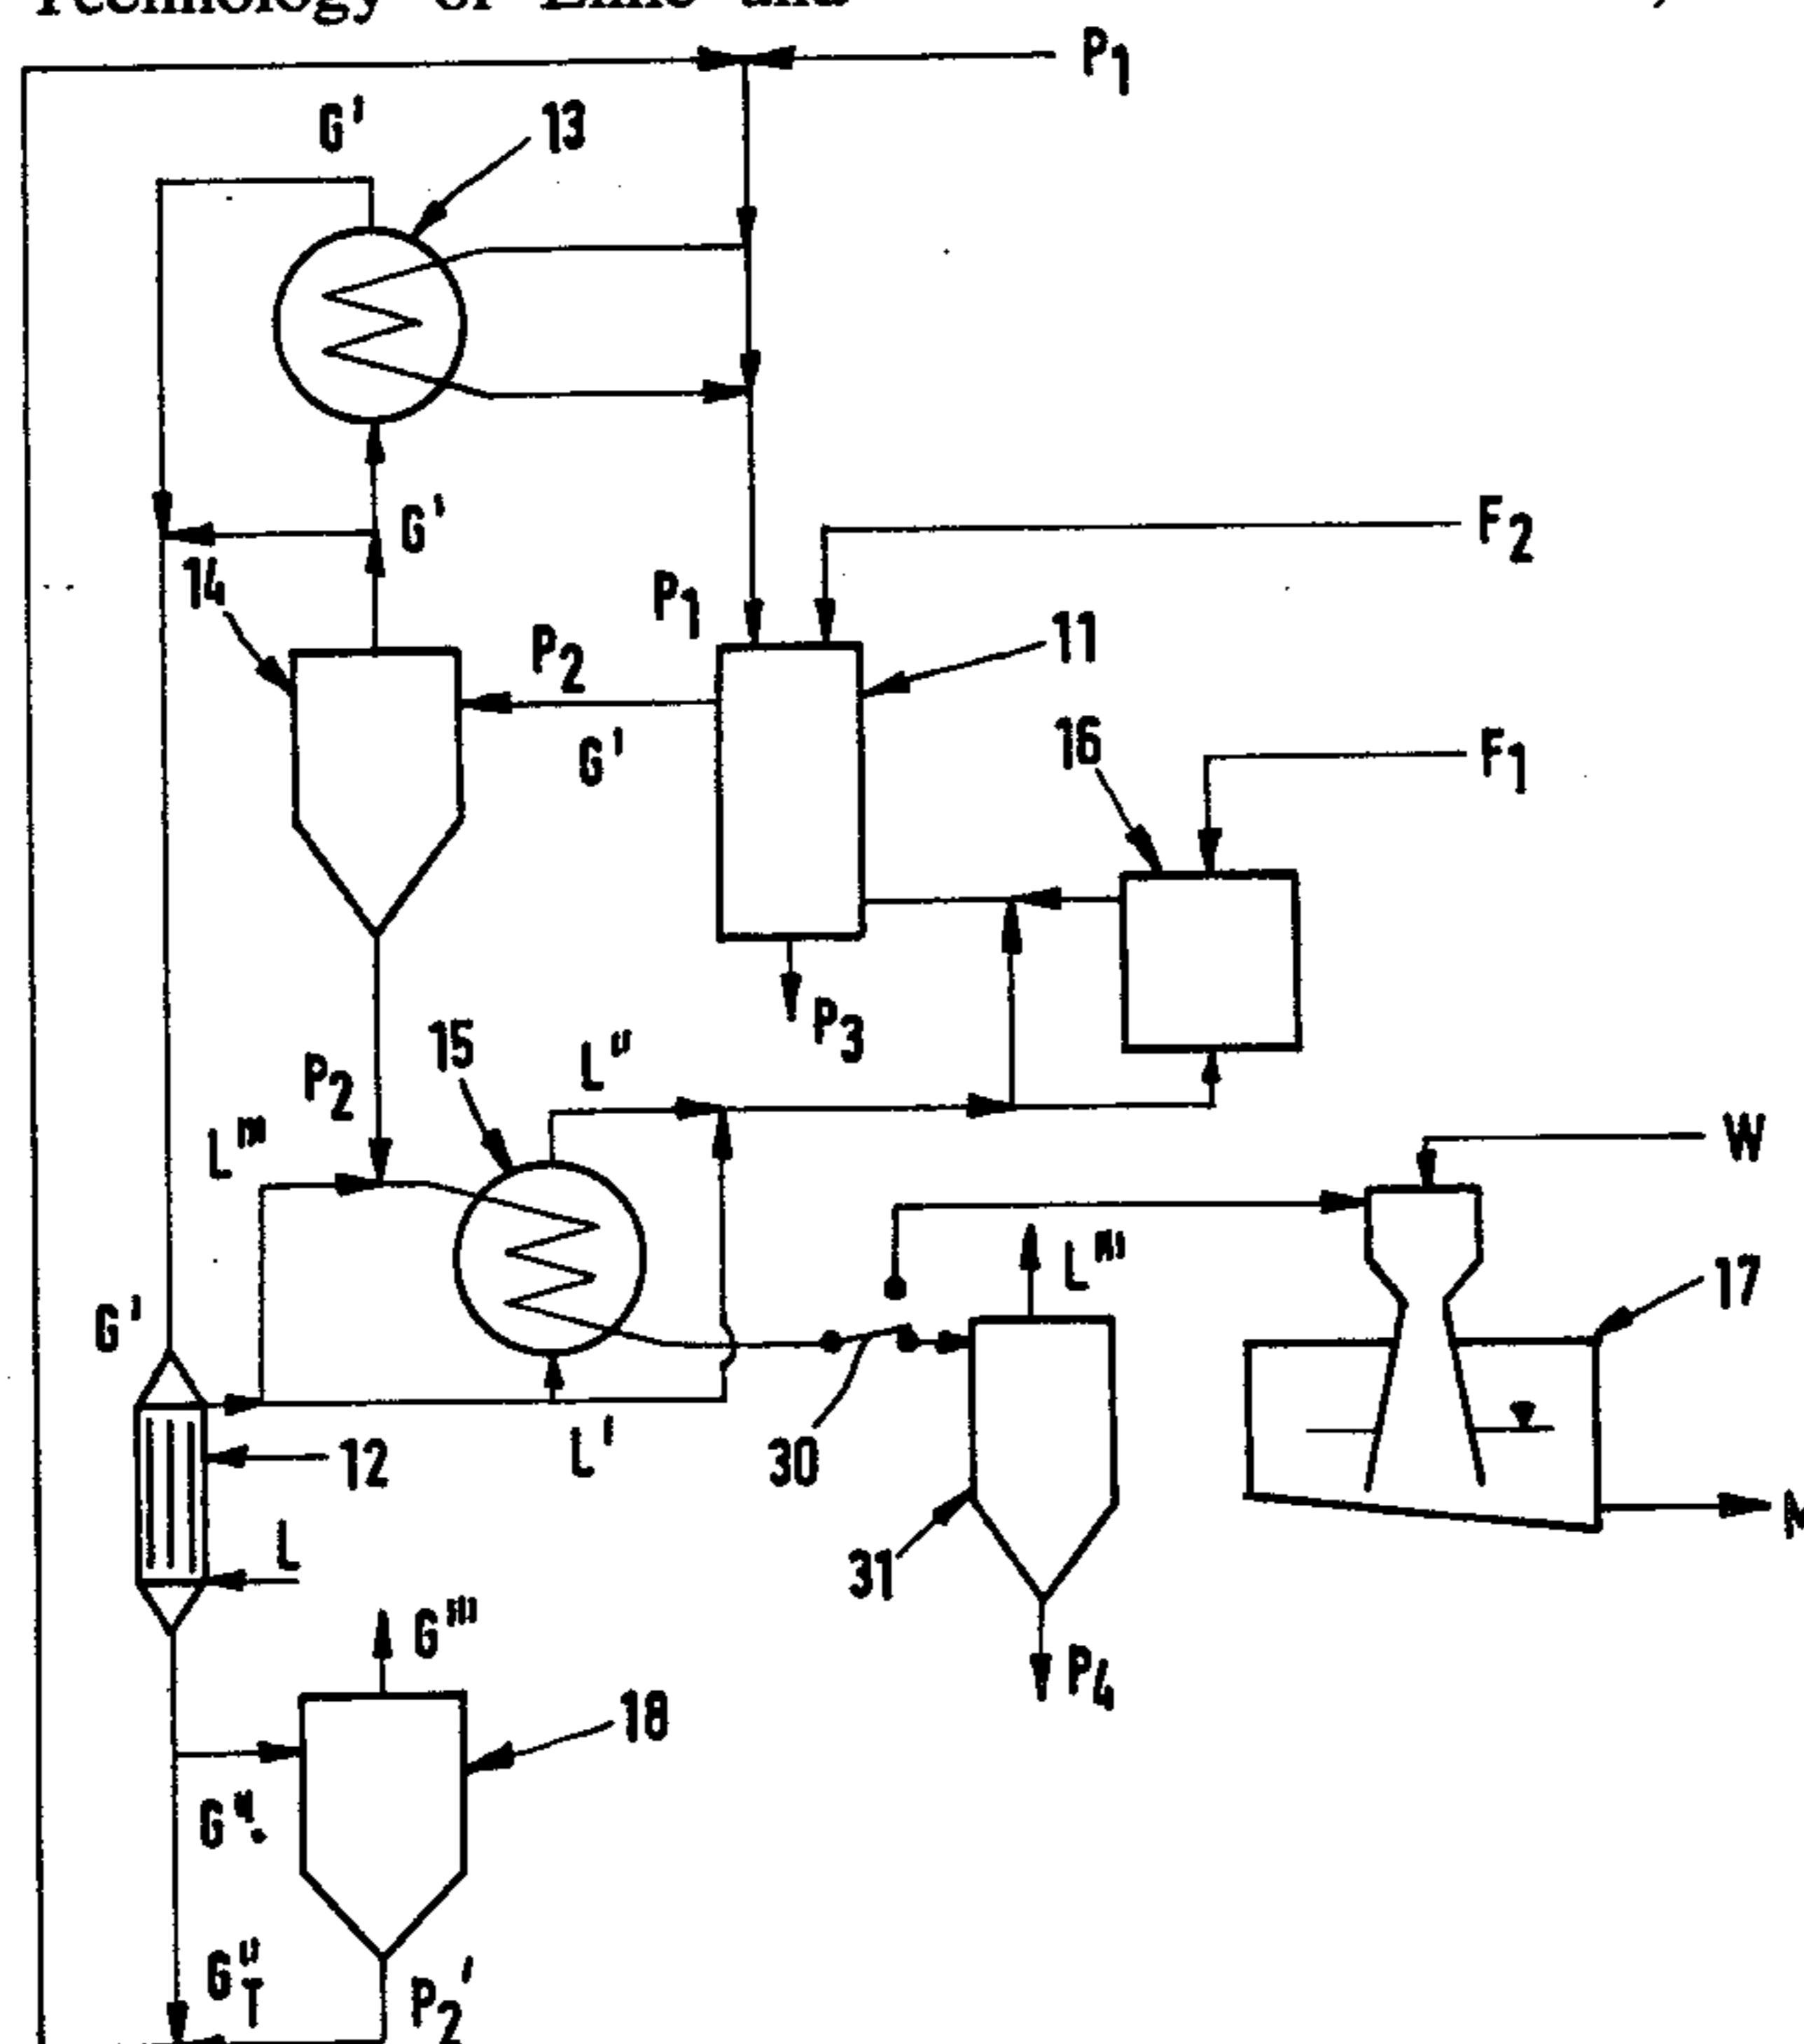 Technology of Lime and
P1
G'
13
G'
F2
14
P1
P2
11
G'
16
F1
P3
15
L"
P2
L'''
W
L'''
17
G'
L'
30
12
L
31
G'''
P4
18
G"
G"T
P2'